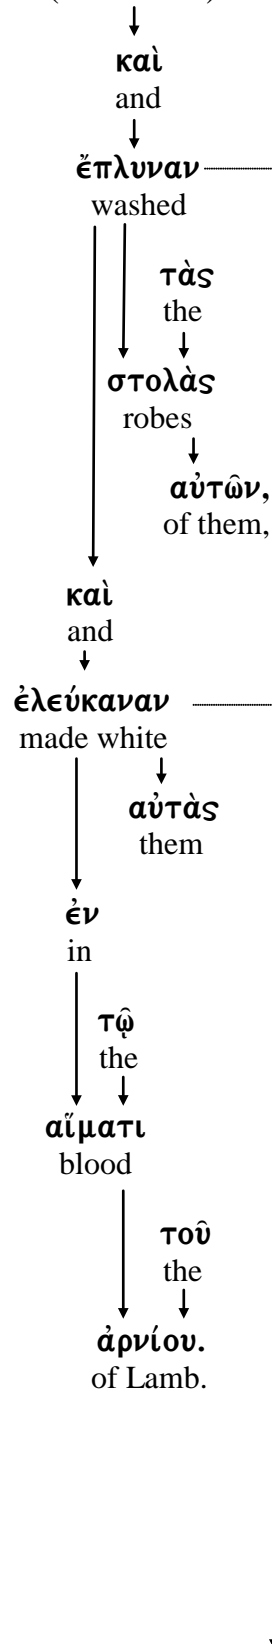 καὶ
and
ἔπλυναν
washed
τὰς
the
στολὰς
robes
αὐτῶν,
of them,
καὶ
and
ἐλεύκαναν
made white
αὐτὰς
them
ἐν
in
τῷ
the
αἵματι
blood
τοῦ
the
ἀρνίου.
of Lamb.